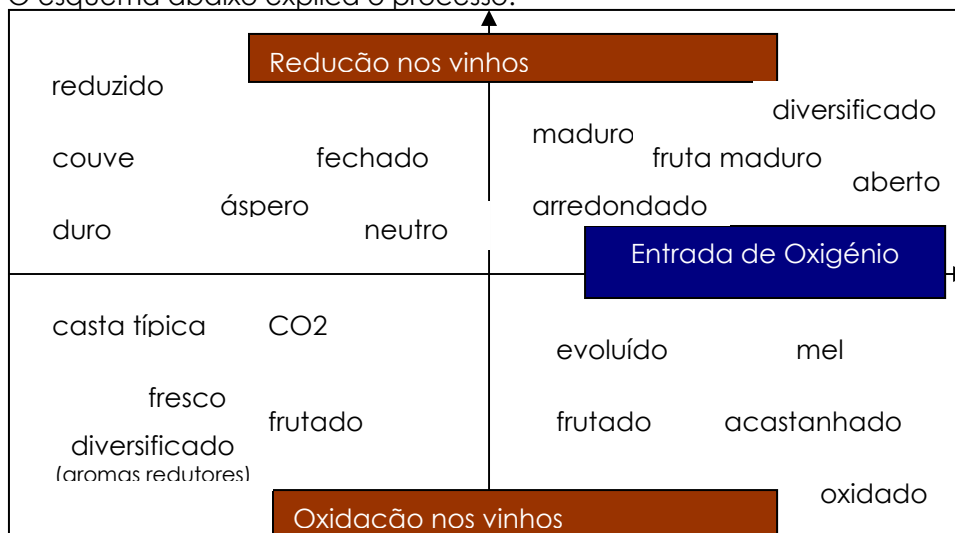 O esquema abaixo explica o processo:
Redução nos vinhos
reduzido
diversificado
maduro
couve
fechado
fruta maduro
aberto
áspero
arredondado
duro
neutro
Entrada de Oxigénio
casta típica
CO2
evoluído
mel
fresco
frutado
frutado
acastanhado
diversificado
(aromas redutores)
oxidado
Oxidação nos vinhos